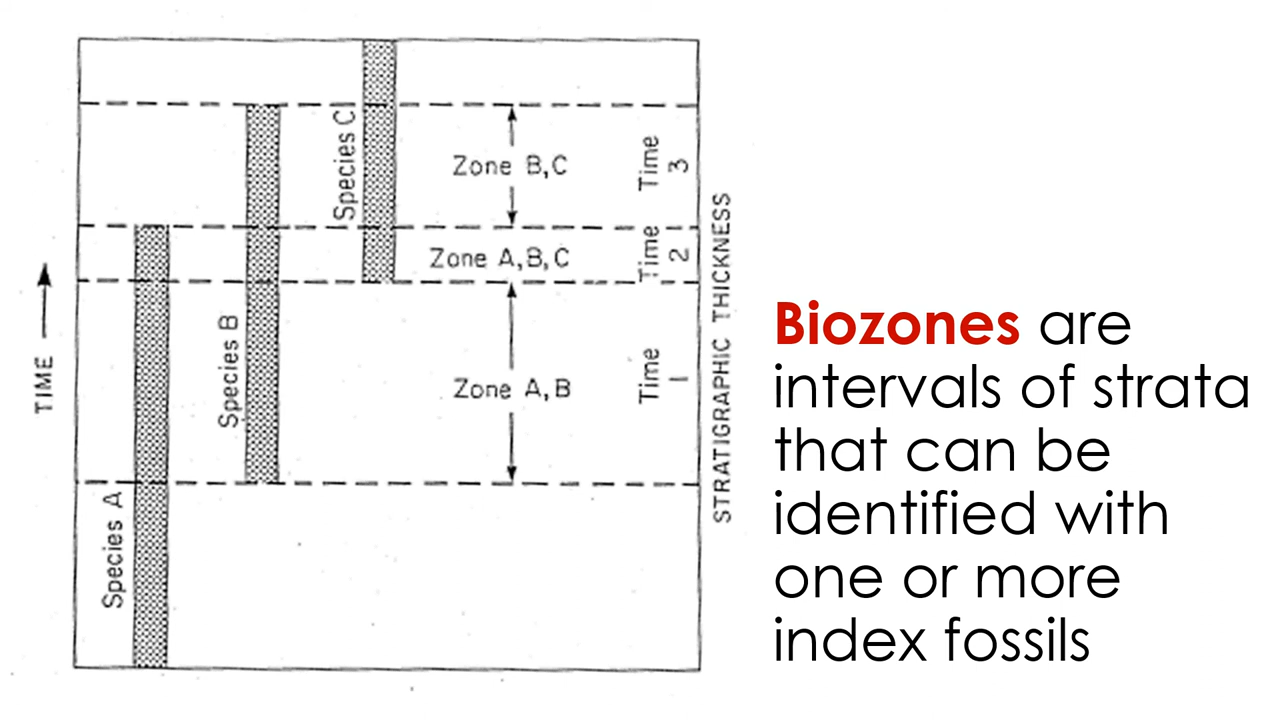 Species C
Zone B,C
Time
3
Zone A,B,C
Time
2
TIME
Species B
Zone A,B
Time
1
Species A
STRATIGRAPHIC THICKNESS
Biozones are
intervals of strata
that can be
identified with
one or more
index fossils